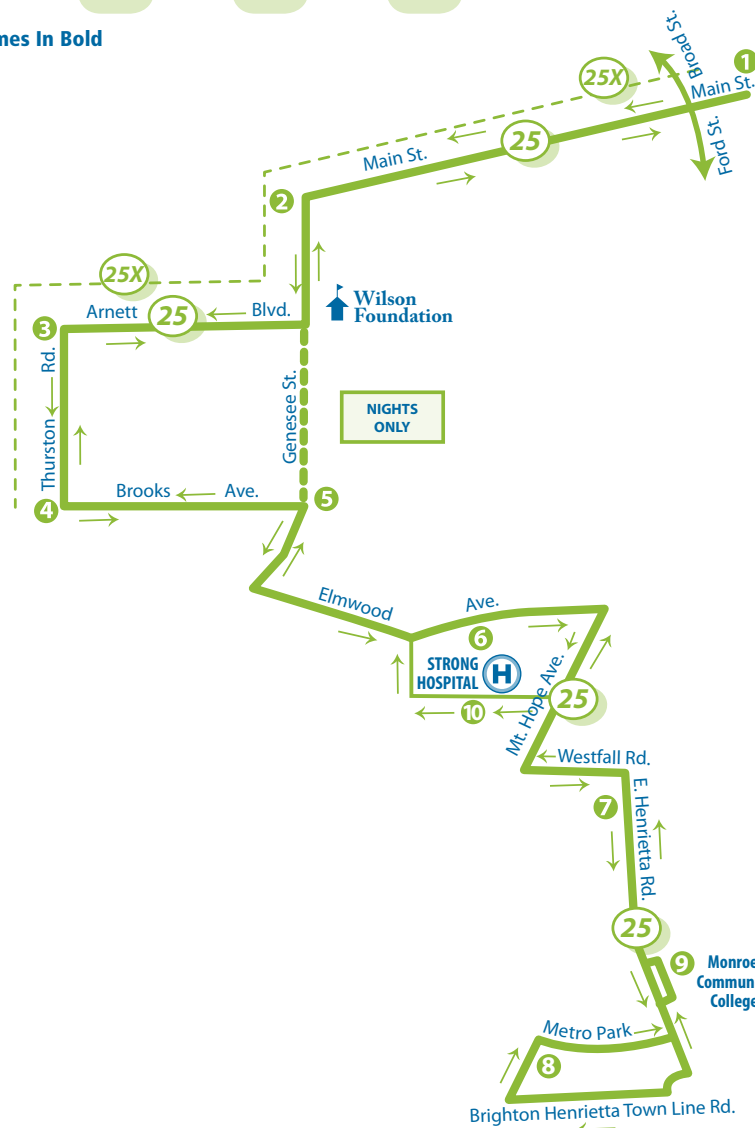 mes In Bold
Broad St.
1
25X
Main St.
Ford St.
25
Main St.
2
25X
Wilson
Foundation
Arnett
25
Blvd.
3
Thurston
Rd.
Genesee St.
NIGHTS
ONLY
Brooks
Ave.
4
5
Elmwood
Ave.
6
STRONG
HOSPITAL
H
Mt. Hope Ave.
25
10
Westfall Rd.
7
E. Henrietta Rd.
25
9
Monroe
Commun
College
Metro Park
8
Brighton Henrietta Town Line Rd.